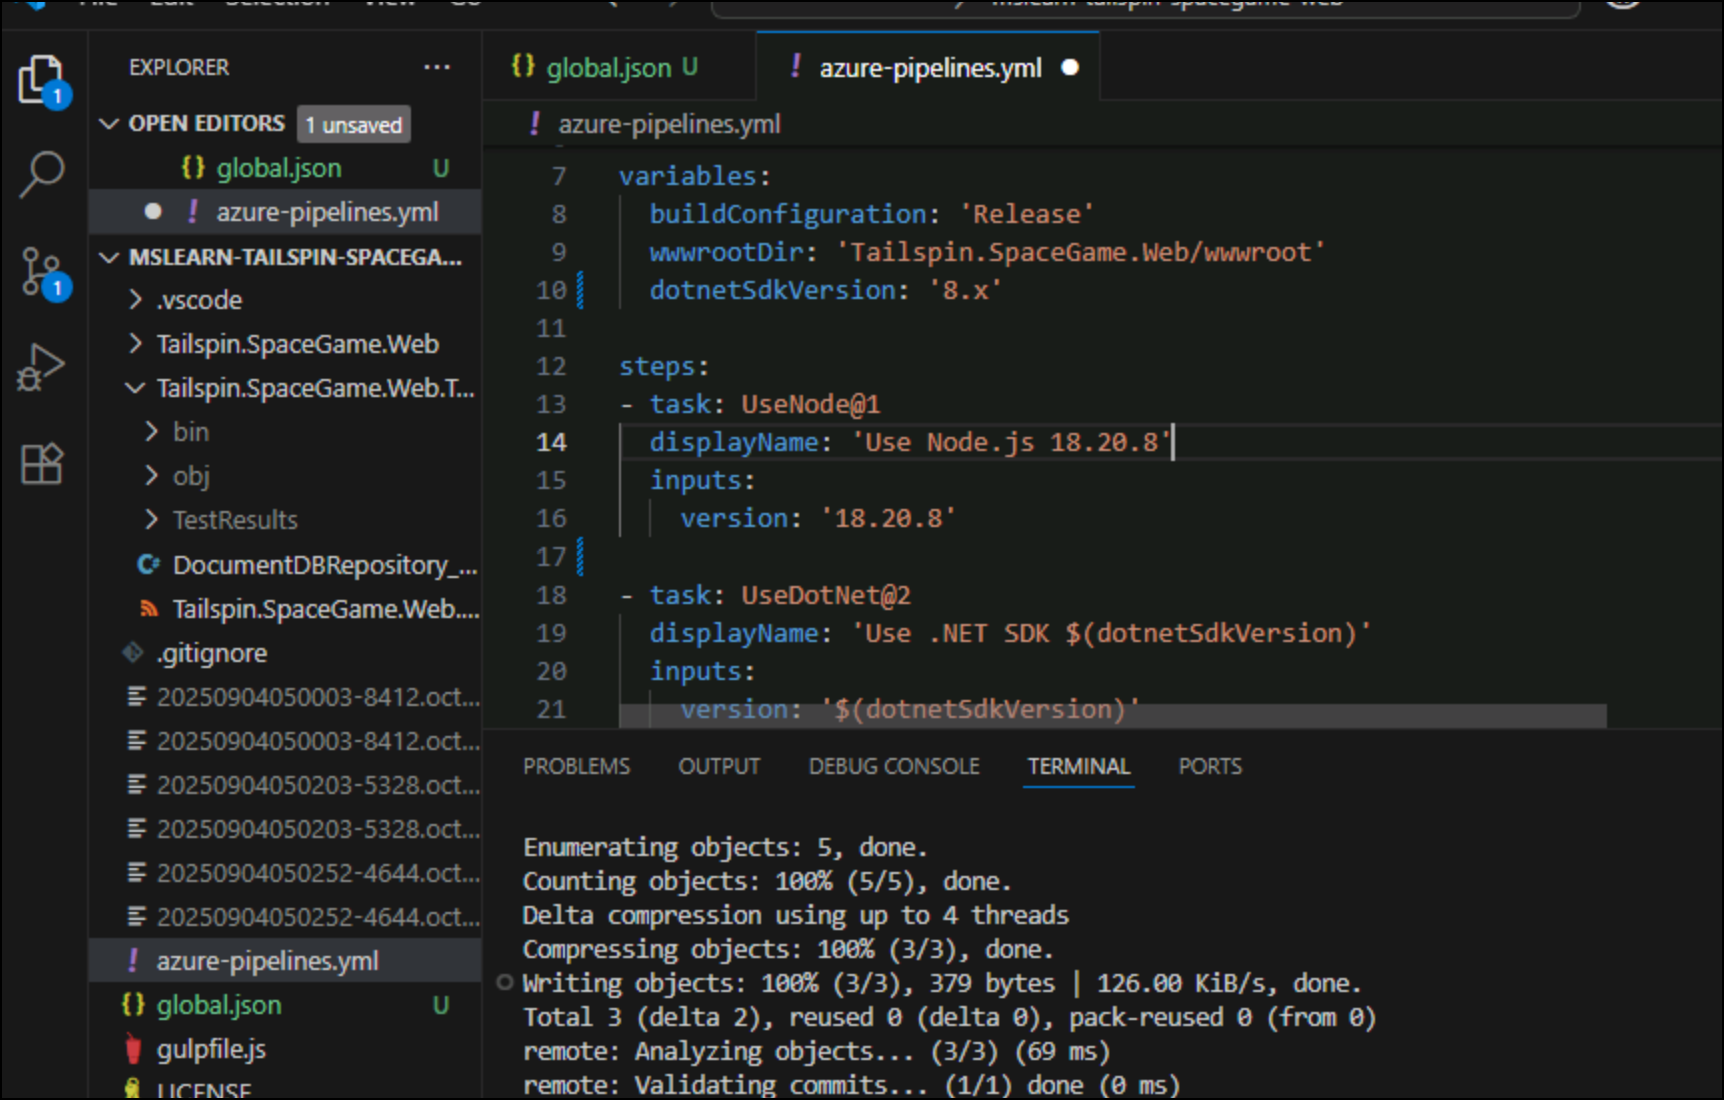 File Edit Selection View Go
mslearn-tailspin-spacegame-web
EXPLORER
OPEN EDITORS 1 unsaved
{} global.json U
! azure-pipelines.yml
MSLEARN-TAILSPIN-SPACEGA...
.vscode
Tailspin.SpaceGame.Web
Tailspin.SpaceGame.Web.T...
bin
obj
TestResults
DocumentDBRepository_...
Tailspin.SpaceGame.Web....
.gitignore
20250904050003-8412.oct...
20250904050003-8412.oct...
20250904050203-5328.oct...
20250904050203-5328.oct...
20250904050252-4644.oct...
20250904050252-4644.oct...
! azure-pipelines.yml
{} global.json U
gulpfile.js
LICENSE
1
1
{} global.json U
! azure-pipelines.yml
! azure-pipelines.yml
7 variables:
8 buildConfiguration: 'Release'
9 wwwrootDir: 'Tailspin.SpaceGame.Web/wwwroot'
10 dotnetSdkVersion: '8.x'
11
12 steps:
13 - task: UseNode@1
14 displayName: 'Use Node.js 18.20.8'
15 inputs:
16 version: '18.20.8'
17
18 - task: UseDotNet@2
19 displayName: 'Use .NET SDK $(dotnetSdkVersion)'
20 inputs:
21 version: '$(dotnetSdkVersion)'
PROBLEMS OUTPUT DEBUG CONSOLE TERMINAL PORTS
Enumerating objects: 5, done.
Counting objects: 100% (5/5), done.
Delta compression using up to 4 threads
Compressing objects: 100% (3/3), done.
Writing objects: 100% (3/3), 379 bytes | 126.00 KiB/s, done.
Total 3 (delta 2), reused 0 (delta 0), pack-reused 0 (from 0)
remote: Analyzing objects... (3/3) (69 ms)
remote: Validating commits... (1/1) done (0 ms)